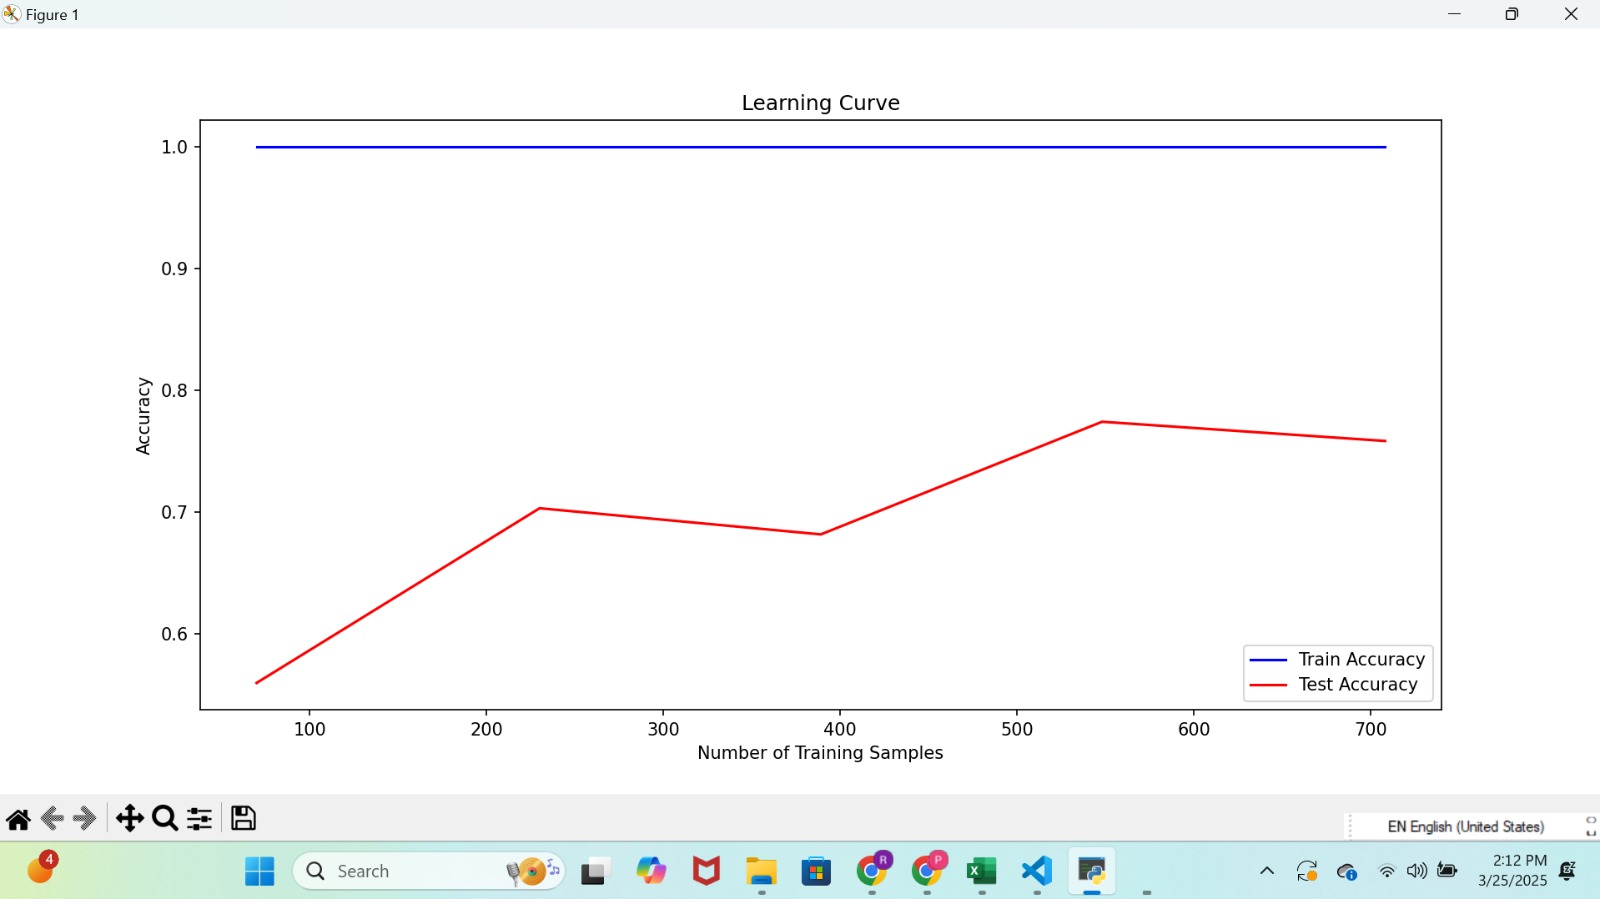 Figure 1
Learning Curve
1.0
0.9
0.8
0.7
0.6
Accuracy
Train Accuracy
Test Accuracy
100 200 300 400 500 600 700
Number of Training Samples
EN English (United States)
4
Search
R
P
2:12 PM
3/25/2025